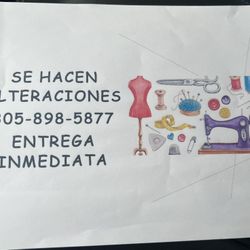 SE HACEN
LTERACIONES
305-898-5877
ENTREGA
INMEDIATA